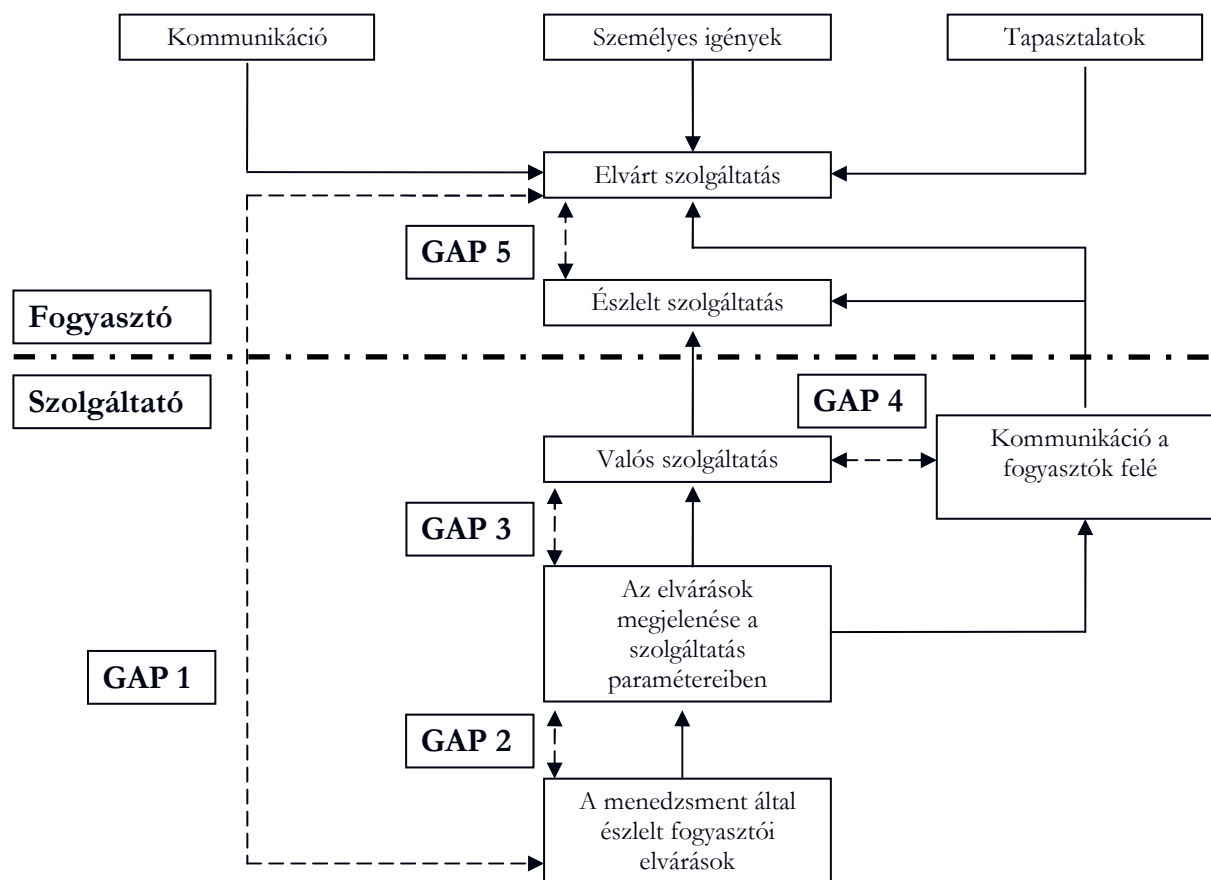 Kommunikáció
Személyes igények
Tapasztalatok
Elvárt szolgáltatás
GAP 5
Észlelt szolgáltatás
Fogyasztó
Szolgáltató
GAP 4
Kommunikáció a
fogyasztók felé
Valós szolgáltatás
GAP 3
Az elvárások
megjelenése a
szolgáltatás
paramétereiben
GAP 1
GAP 2
A menedzsment által
észlelt fogyasztói
elvárások